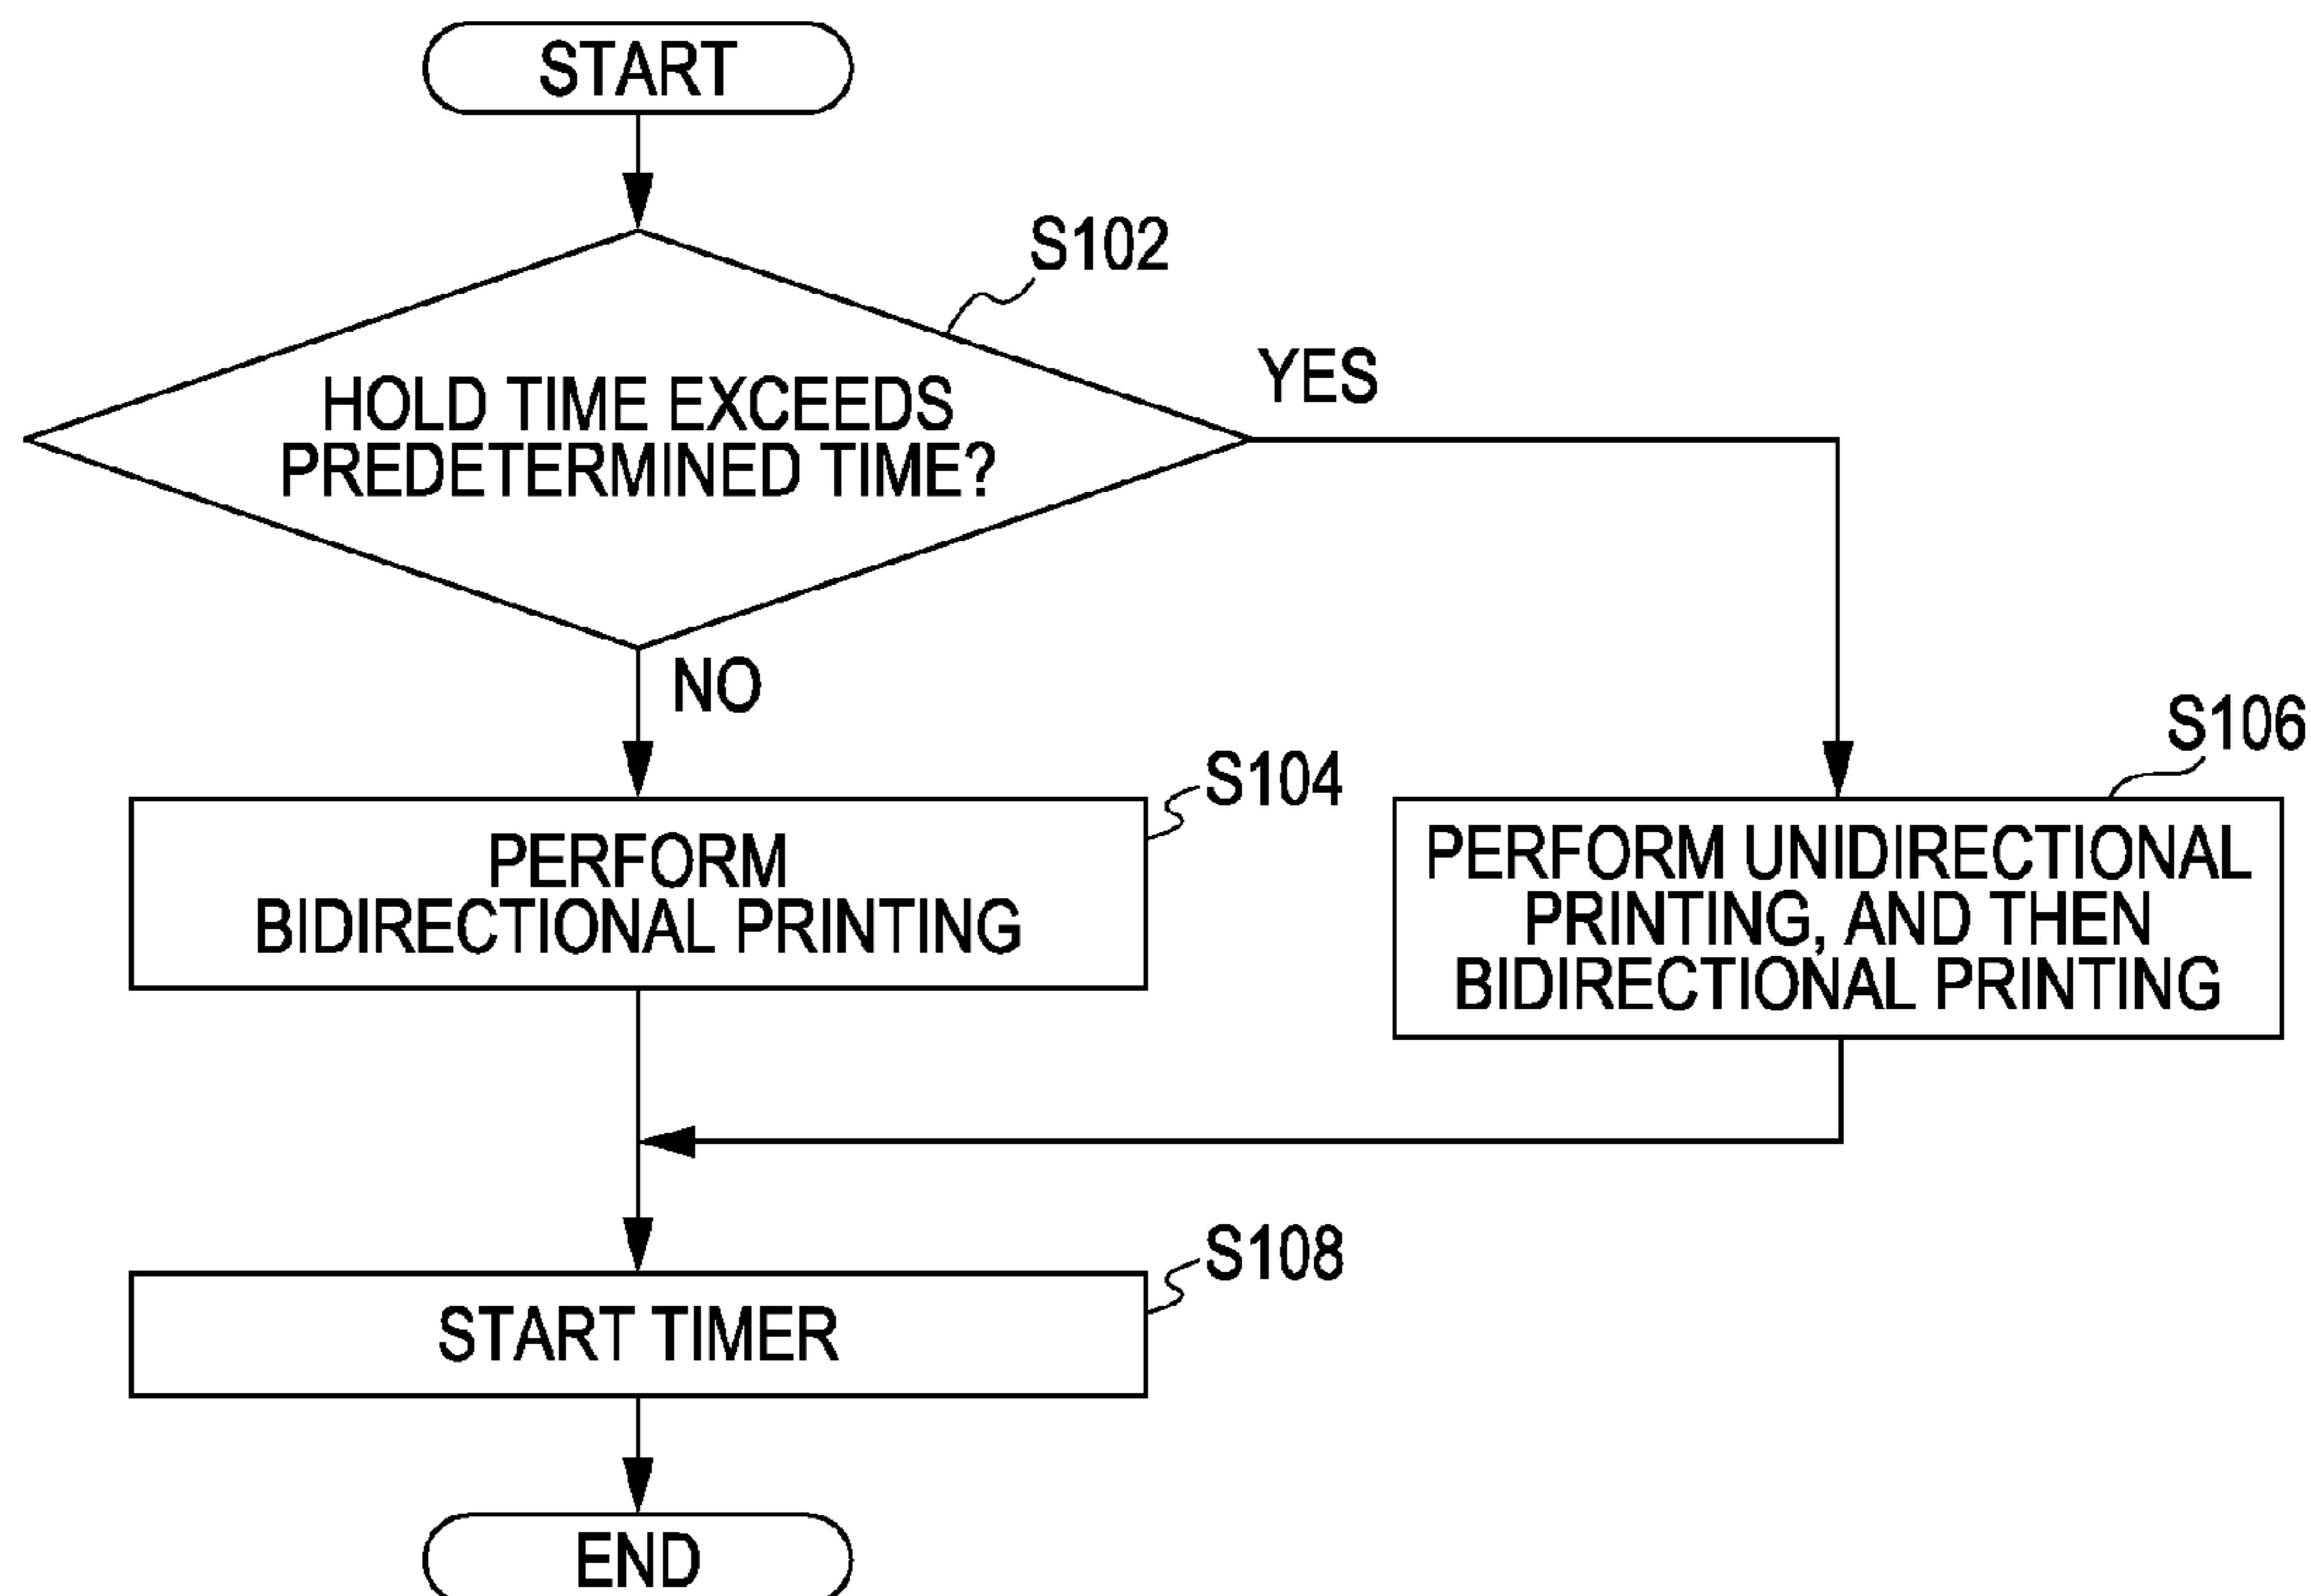 START
S102
HOLD TIME EXCEEDS
PREDETERMINED TIME?
YES
NO
S104
PERFORM
BIDIRECTIONAL PRINTING
S106
PERFORM UNIDIRECTIONAL
PRINTING, AND THEN
BIDIRECTIONAL PRINTING
S108
START TIMER
END